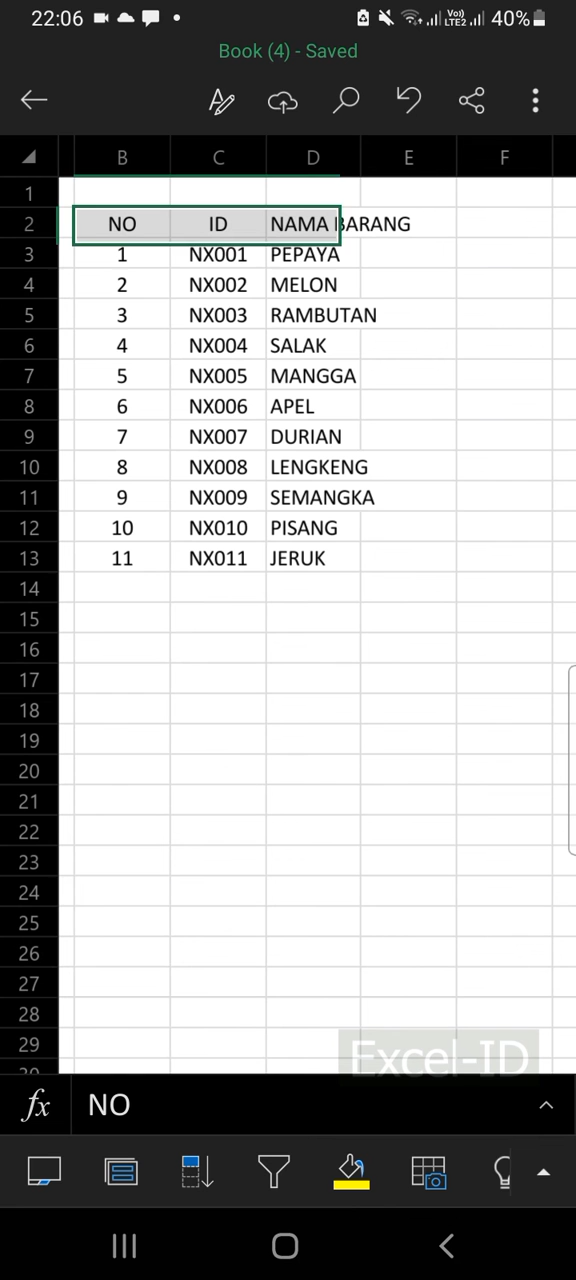 22:06 Vo)) LTE2 40%
Book (4) - Saved
B C D E F
1
2 NO ID NAMA BARANG
3 1 NX001 PEPAYA
4 2 NX002 MELON
5 3 NX003 RAMBUTAN
6 4 NX004 SALAK
7 5 NX005 MANGGA
8 6 NX006 APEL
9 7 NX007 DURIAN
10 8 NX008 LENGKENG
11 9 NX009 SEMANGKA
12 10 NX010 PISANG
13 11 NX011 JERUK
14
15
16
17
18
19
20
21
22
23
24
25
26
27
28
29
30
Excel-ID
fx NO